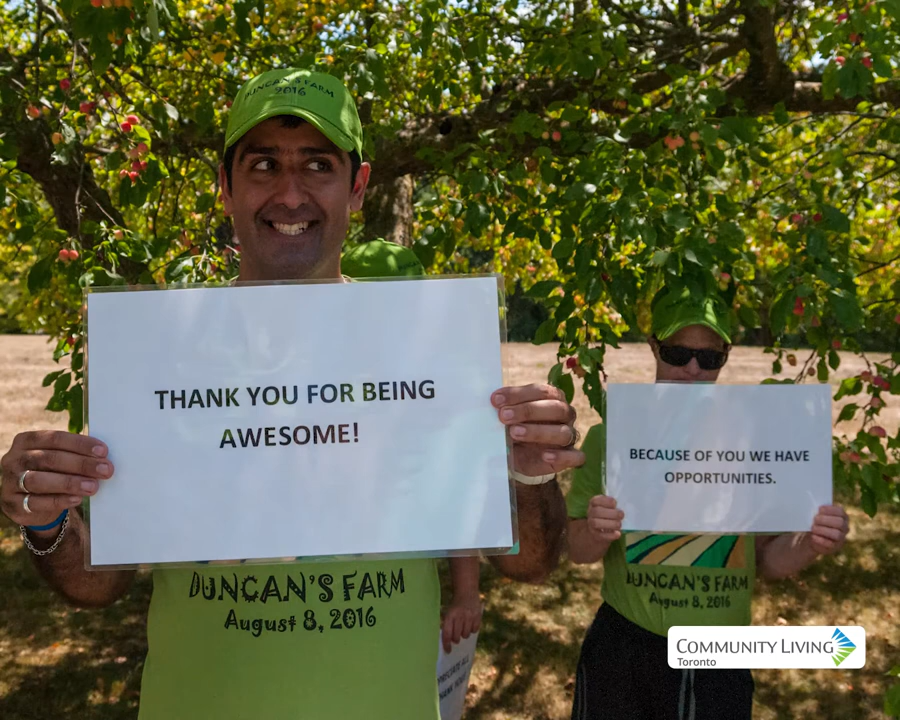 DUNCAN'S FARM
2016
THANK YOU FOR BEING
AWESOME!
BECAUSE OF YOU WE HAVE
OPPORTUNITIES.
DUNCAN'S FARM
August 8, 2016
DUNCAN'S FARM
August 8, 2016
COMMUNITY LIVING
Toronto